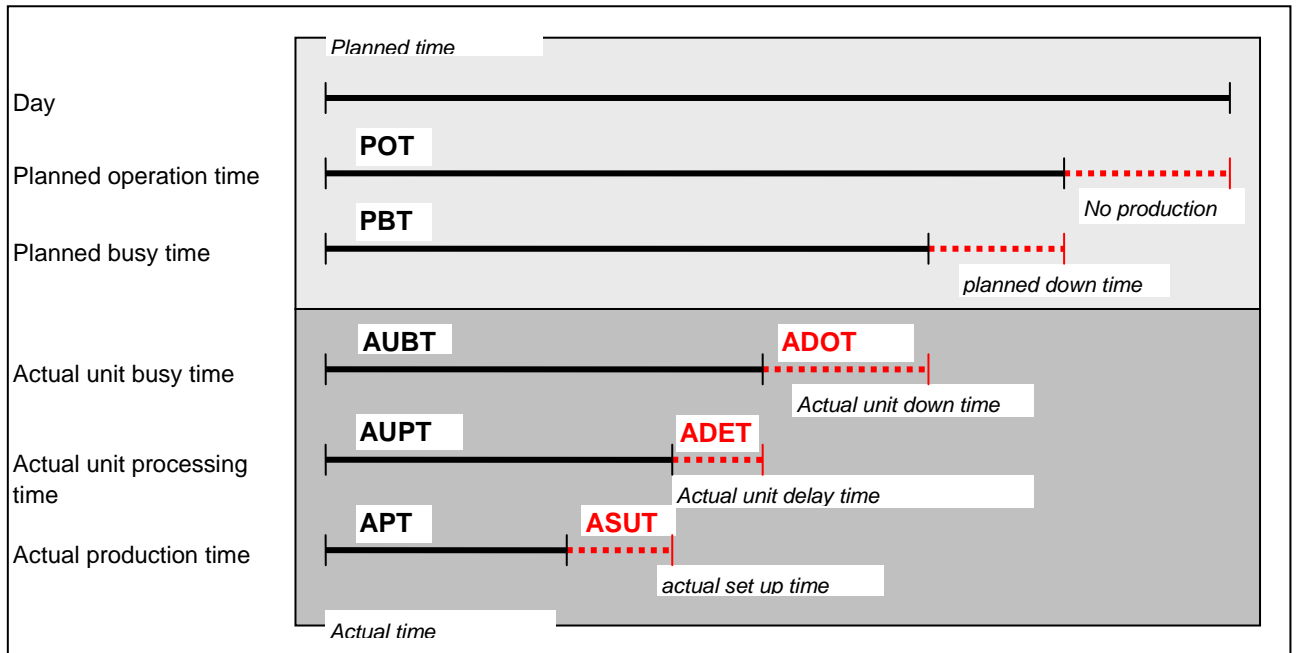 Planned time
Day
POT
Planned operation time
No production
PBT
Planned busy time
planned down time
AUBT ADOT
Actual unit busy time
Actual unit down time
AUPT ADET
Actual unit processing
time
Actual unit delay time
APT ASUT
Actual production time
actual set up time
Actual time